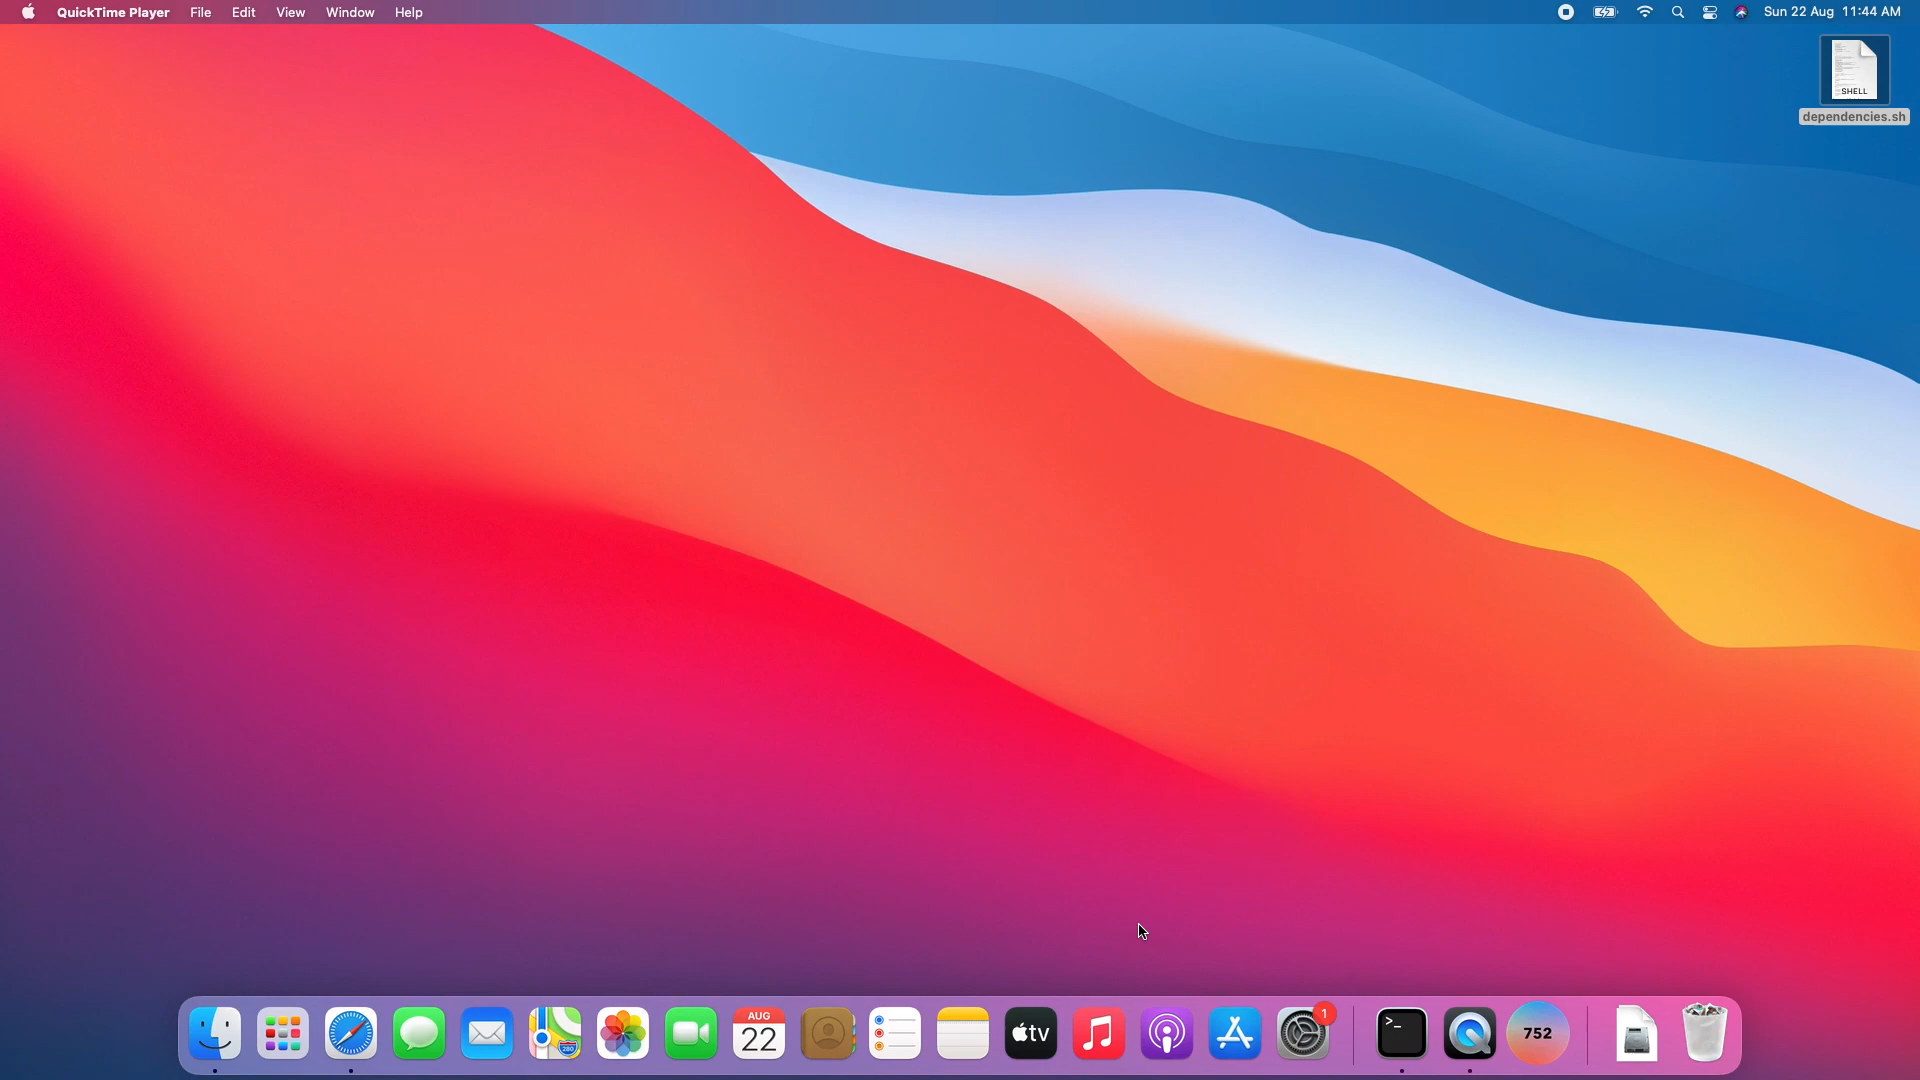 QuickTime Player File Edit View Window Help Sun 22 Aug 11:44 AM
SHELL
dependencies.sh
AUG
22
280
tv
1
>_
752